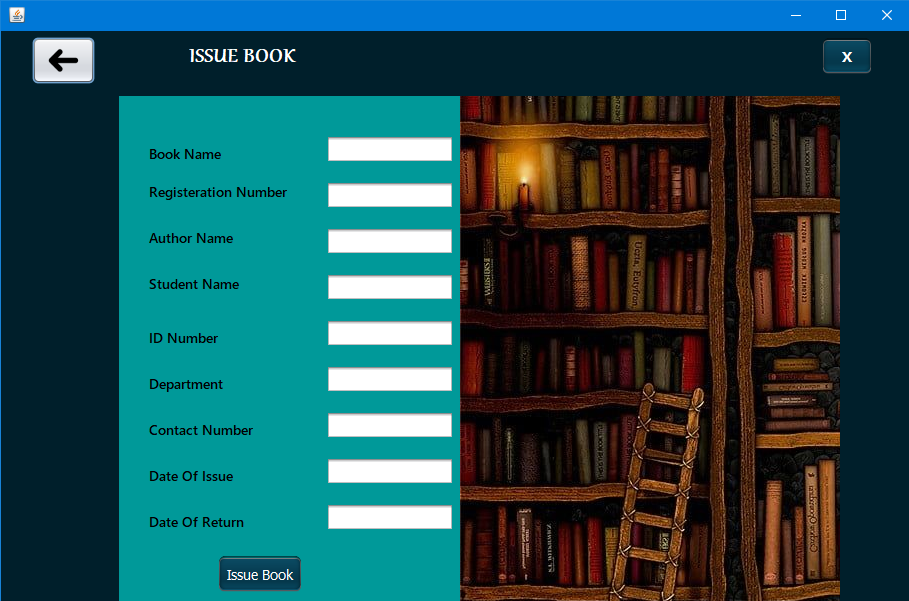 ISSUE BOOK
X
Book Name
Registeration Number
Author Name
Student Name
ID Number
Department
Contact Number
Date Of Issue
Date Of Return
Issue Book